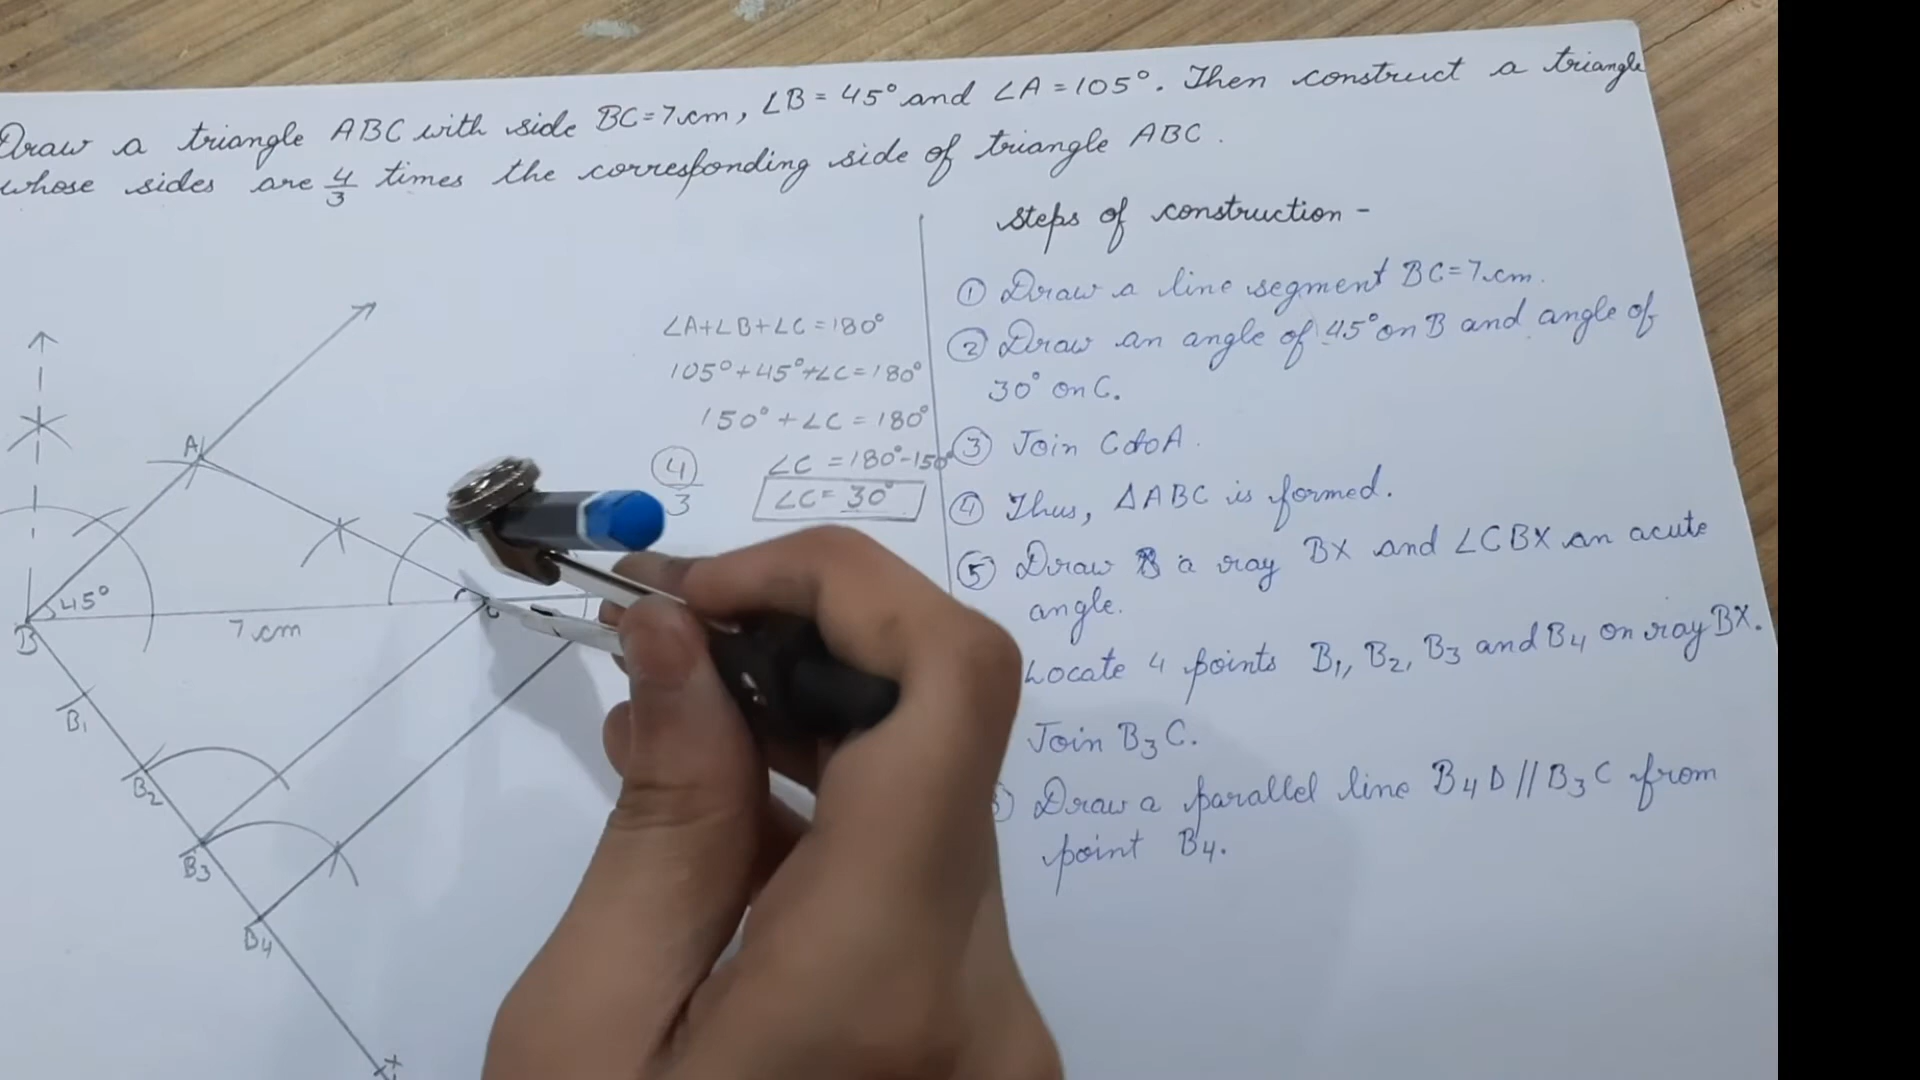 Draw a triangle ABC with side BC=7cm, ∠B = 45° and ∠A = 105°. Then construct a triangle
whose sides are 4/3 times the corresponding side of triangle ABC.
steps of construction -
① Draw a line segment BC=7cm.
② Draw an angle of 45° on B and angle of
30° on C.
③ Join C to A.
④ Thus, △ABC is formed.
⑤ Draw a ray BX and ∠CBX an acute
angle.
Locate 4 points B1, B2, B3 and B4 on ray BX.
Join B3C.
Draw a parallel line B4D // B3C from
point B4.
∠A+∠B+∠C=180°
105°+45°+∠C=180°
150°+∠C=180°
∠C=180°-150°
∠C=30°
4
3
A
45°
B
7cm
C
B1
B2
B3
B4
X